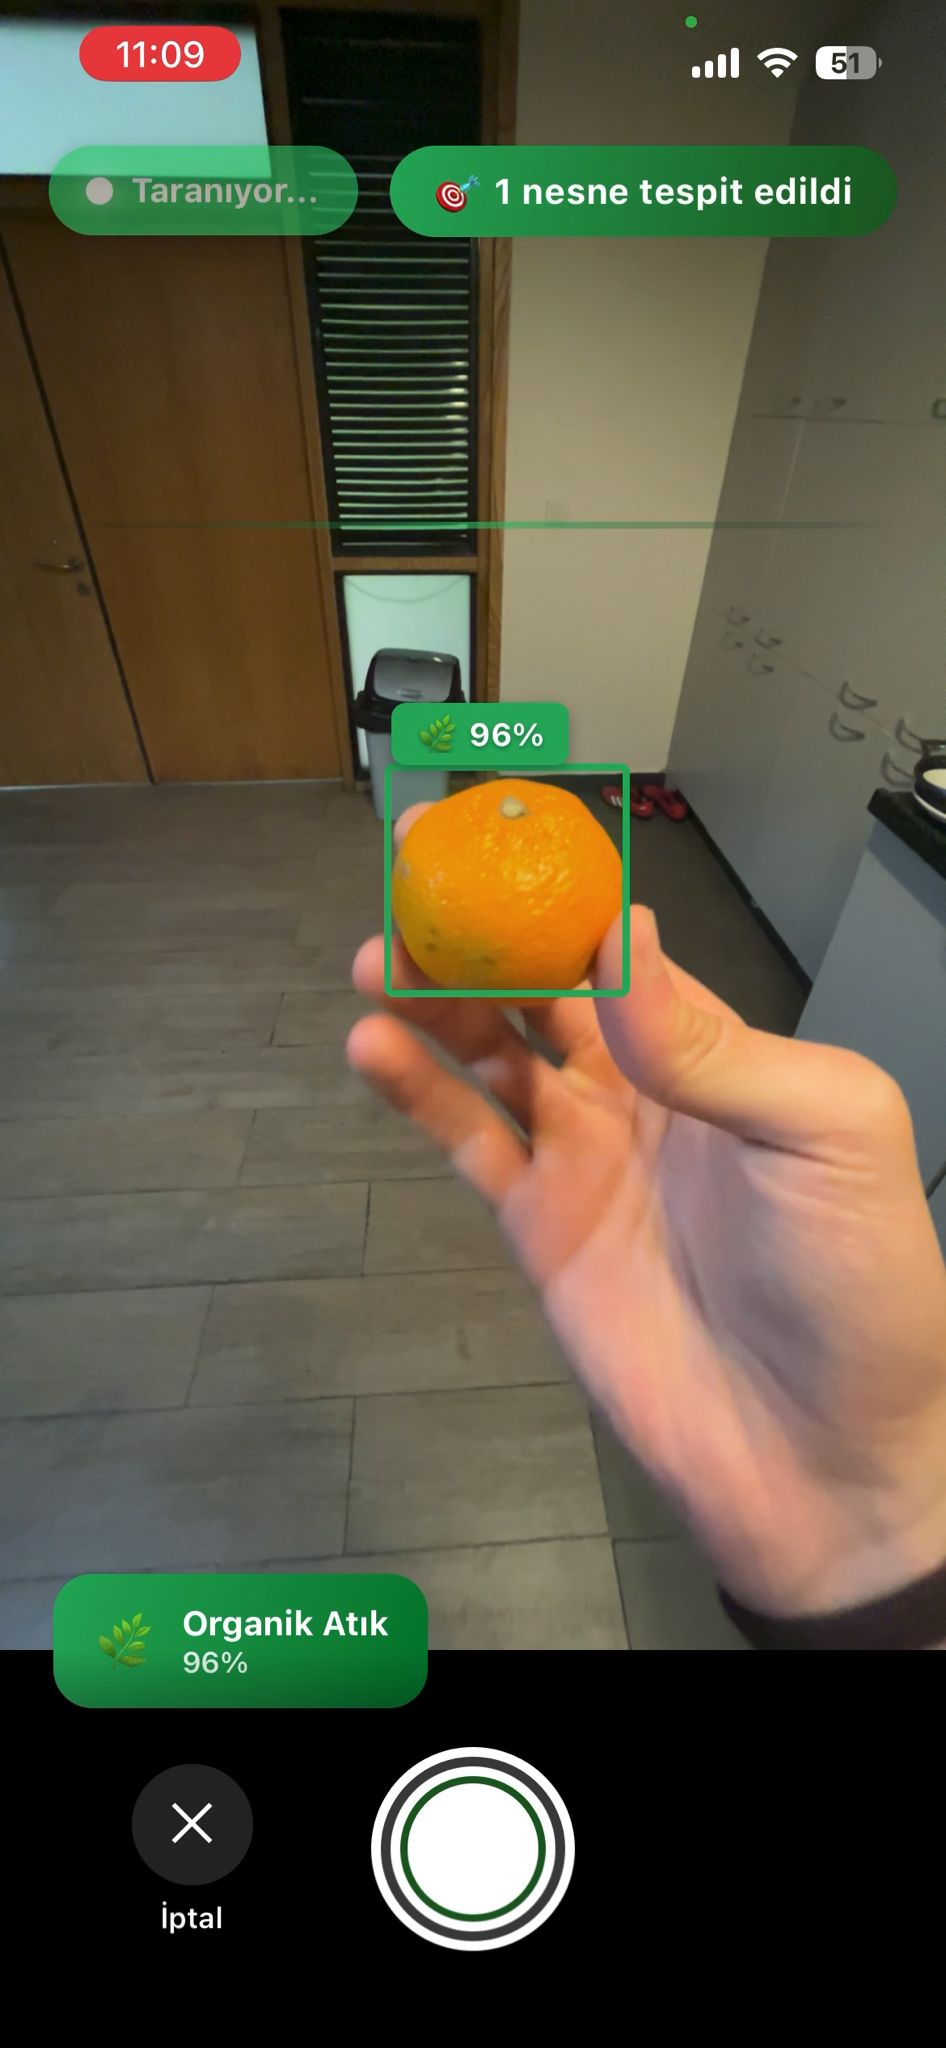 11:09
51
Taranıyor...
1 nesne tespit edildi
96%
Organik Atık
96%
İptal